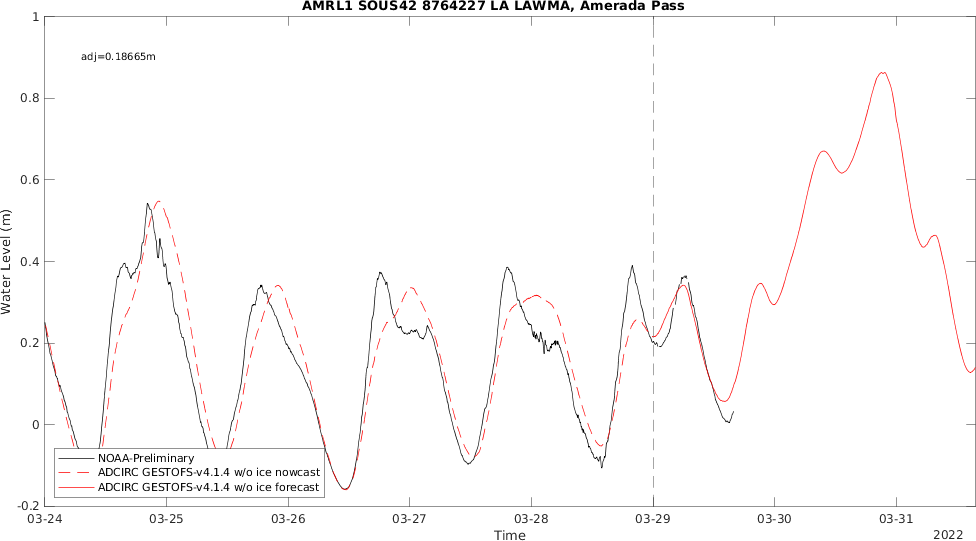 AMRL1 SOUS42 8764227 LA LAWMA, Amerada Pass
1
adj=0.18665m
0.8
0.6
Water Level (m)
0.4
0.2
0
NOAA-Preliminary
ADCIRC GESTOFS-v4.1.4 w/o ice nowcast
ADCIRC GESTOFS-v4.1.4 w/o ice forecast
-0.2
03-24 03-25 03-26 03-27 03-28 03-29 03-30 03-31
Time
2022